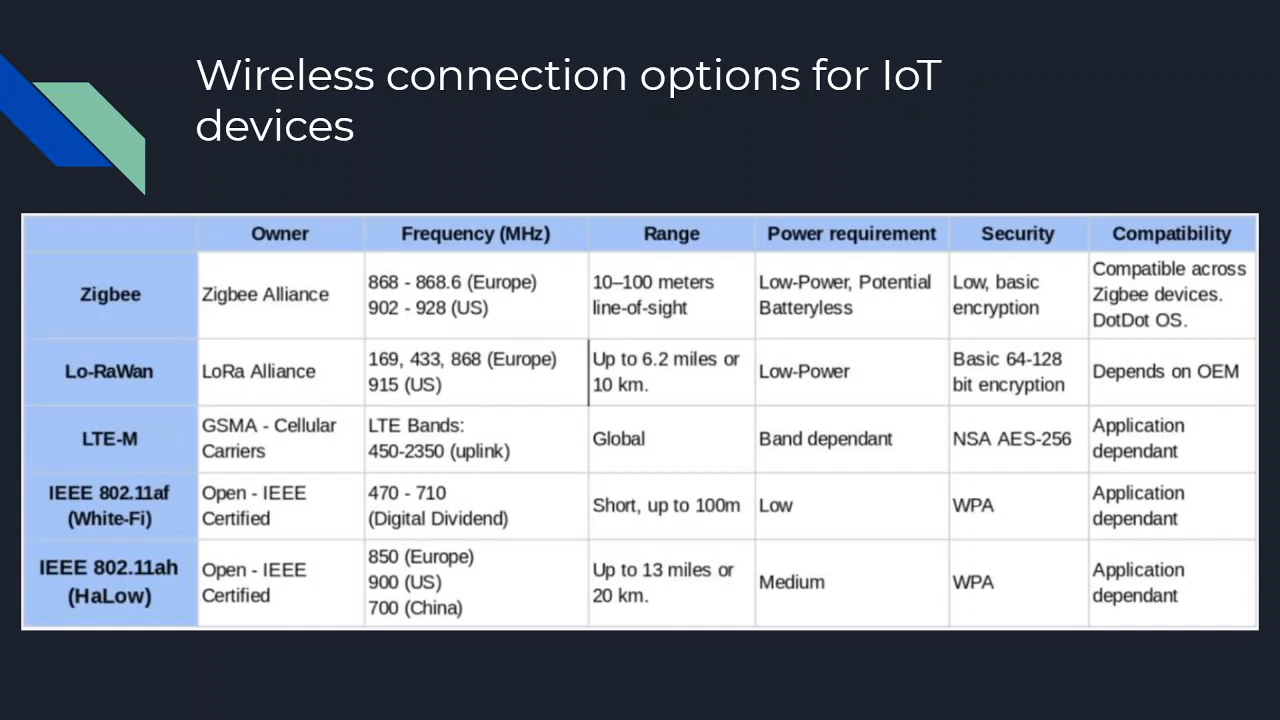 Wireless connection options for IoT
devices
Owner Frequency (MHz) Range Power requirement Security Compatibility
Zigbee
Zigbee Alliance
868 - 868.6 (Europe)
902 - 928 (US)
10–100 meters
line-of-sight
Low-Power, Potential
Batteryless
Low, basic
encryption
Compatible across
Zigbee devices.
DotDot OS.
Lo-RaWan
LoRa Alliance
169, 433, 868 (Europe)
915 (US)
Up to 6.2 miles or
10 km.
Low-Power
Basic 64-128
bit encryption
Depends on OEM
LTE-M
GSMA - Cellular
Carriers
LTE Bands:
450-2350 (uplink)
Global
Band dependant
NSA AES-256
Application
dependant
IEEE 802.11af
(White-Fi)
Open - IEEE
Certified
470 - 710
(Digital Dividend)
Short, up to 100m
Low
WPA
Application
dependant
IEEE 802.11ah
(HaLow)
Open - IEEE
Certified
850 (Europe)
900 (US)
700 (China)
Up to 13 miles or
20 km.
Medium
WPA
Application
dependant